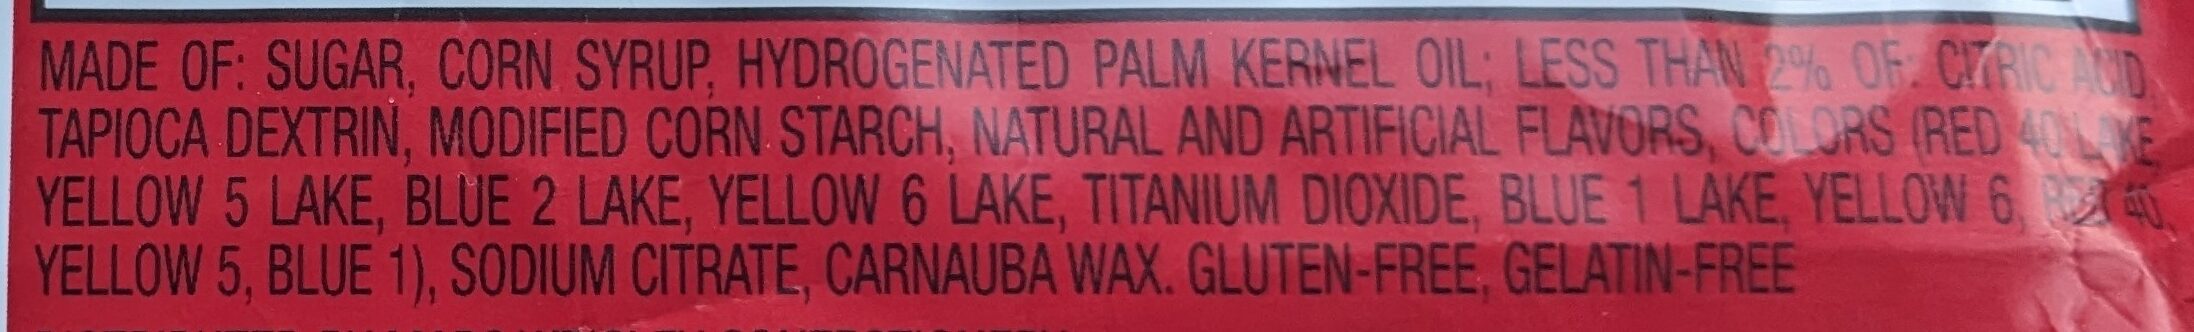 MADE OF: SUGAR, CORN SYRUP, HYDROGENATED PALM KERNEL OIL; LESS THAN 2% OF: CITRIC ACID,
TAPIOCA DEXTRIN, MODIFIED CORN STARCH, NATURAL AND ARTIFICIAL FLAVORS, COLORS (RED 40 LAKE,
YELLOW 5 LAKE, BLUE 2 LAKE, YELLOW 6 LAKE, TITANIUM DIOXIDE, BLUE 1 LAKE, YELLOW 6, RED 40,
YELLOW 5, BLUE 1), SODIUM CITRATE, CARNAUBA WAX. GLUTEN-FREE, GELATIN-FREE